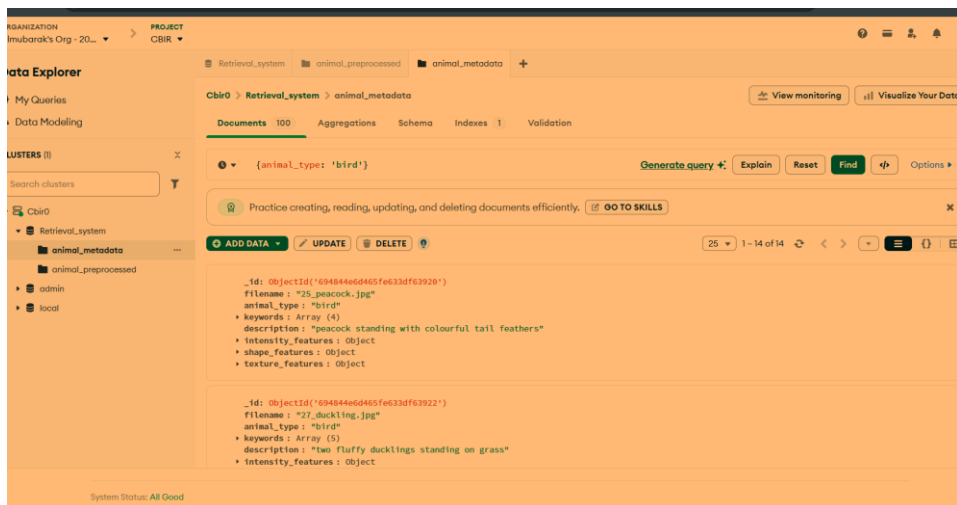 RGANIZATION
lmubarak's Org - 20...
PROJECT
CBIR
ata Explorer
My Queries
Data Modeling
LUSTERS (1)
Search clusters
Cbir0
Retrieval_system
animal_metadata
animal_preprocessed
admin
local
Retrieval_system animal_preprocessed animal_metadata +
Cbir0 > Retrieval_system > animal_metadata
View monitoring Visualize Your Data
Documents 100 Aggregations Schema Indexes 1 Validation
{animal_type: 'bird'}
Generate query Explain Reset Find </> Options
Practice creating, reading, updating, and deleting documents efficiently. GO TO SKILLS
ADD DATA UPDATE DELETE
25 1 – 14 of 14 {}
_id: ObjectId('694844e6d465fe633df63920')
filename : "25_peacock.jpg"
animal_type : "bird"
keywords : Array (4)
description : "peacock standing with colourful tail feathers"
intensity_features : Object
shape_features : Object
texture_features : Object
_id: ObjectId('694844e6d465fe633df63922')
filename : "27_duckling.jpg"
animal_type : "bird"
keywords : Array (5)
description : "two fluffy ducklings standing on grass"
intensity_features : Object
System Status: All Good